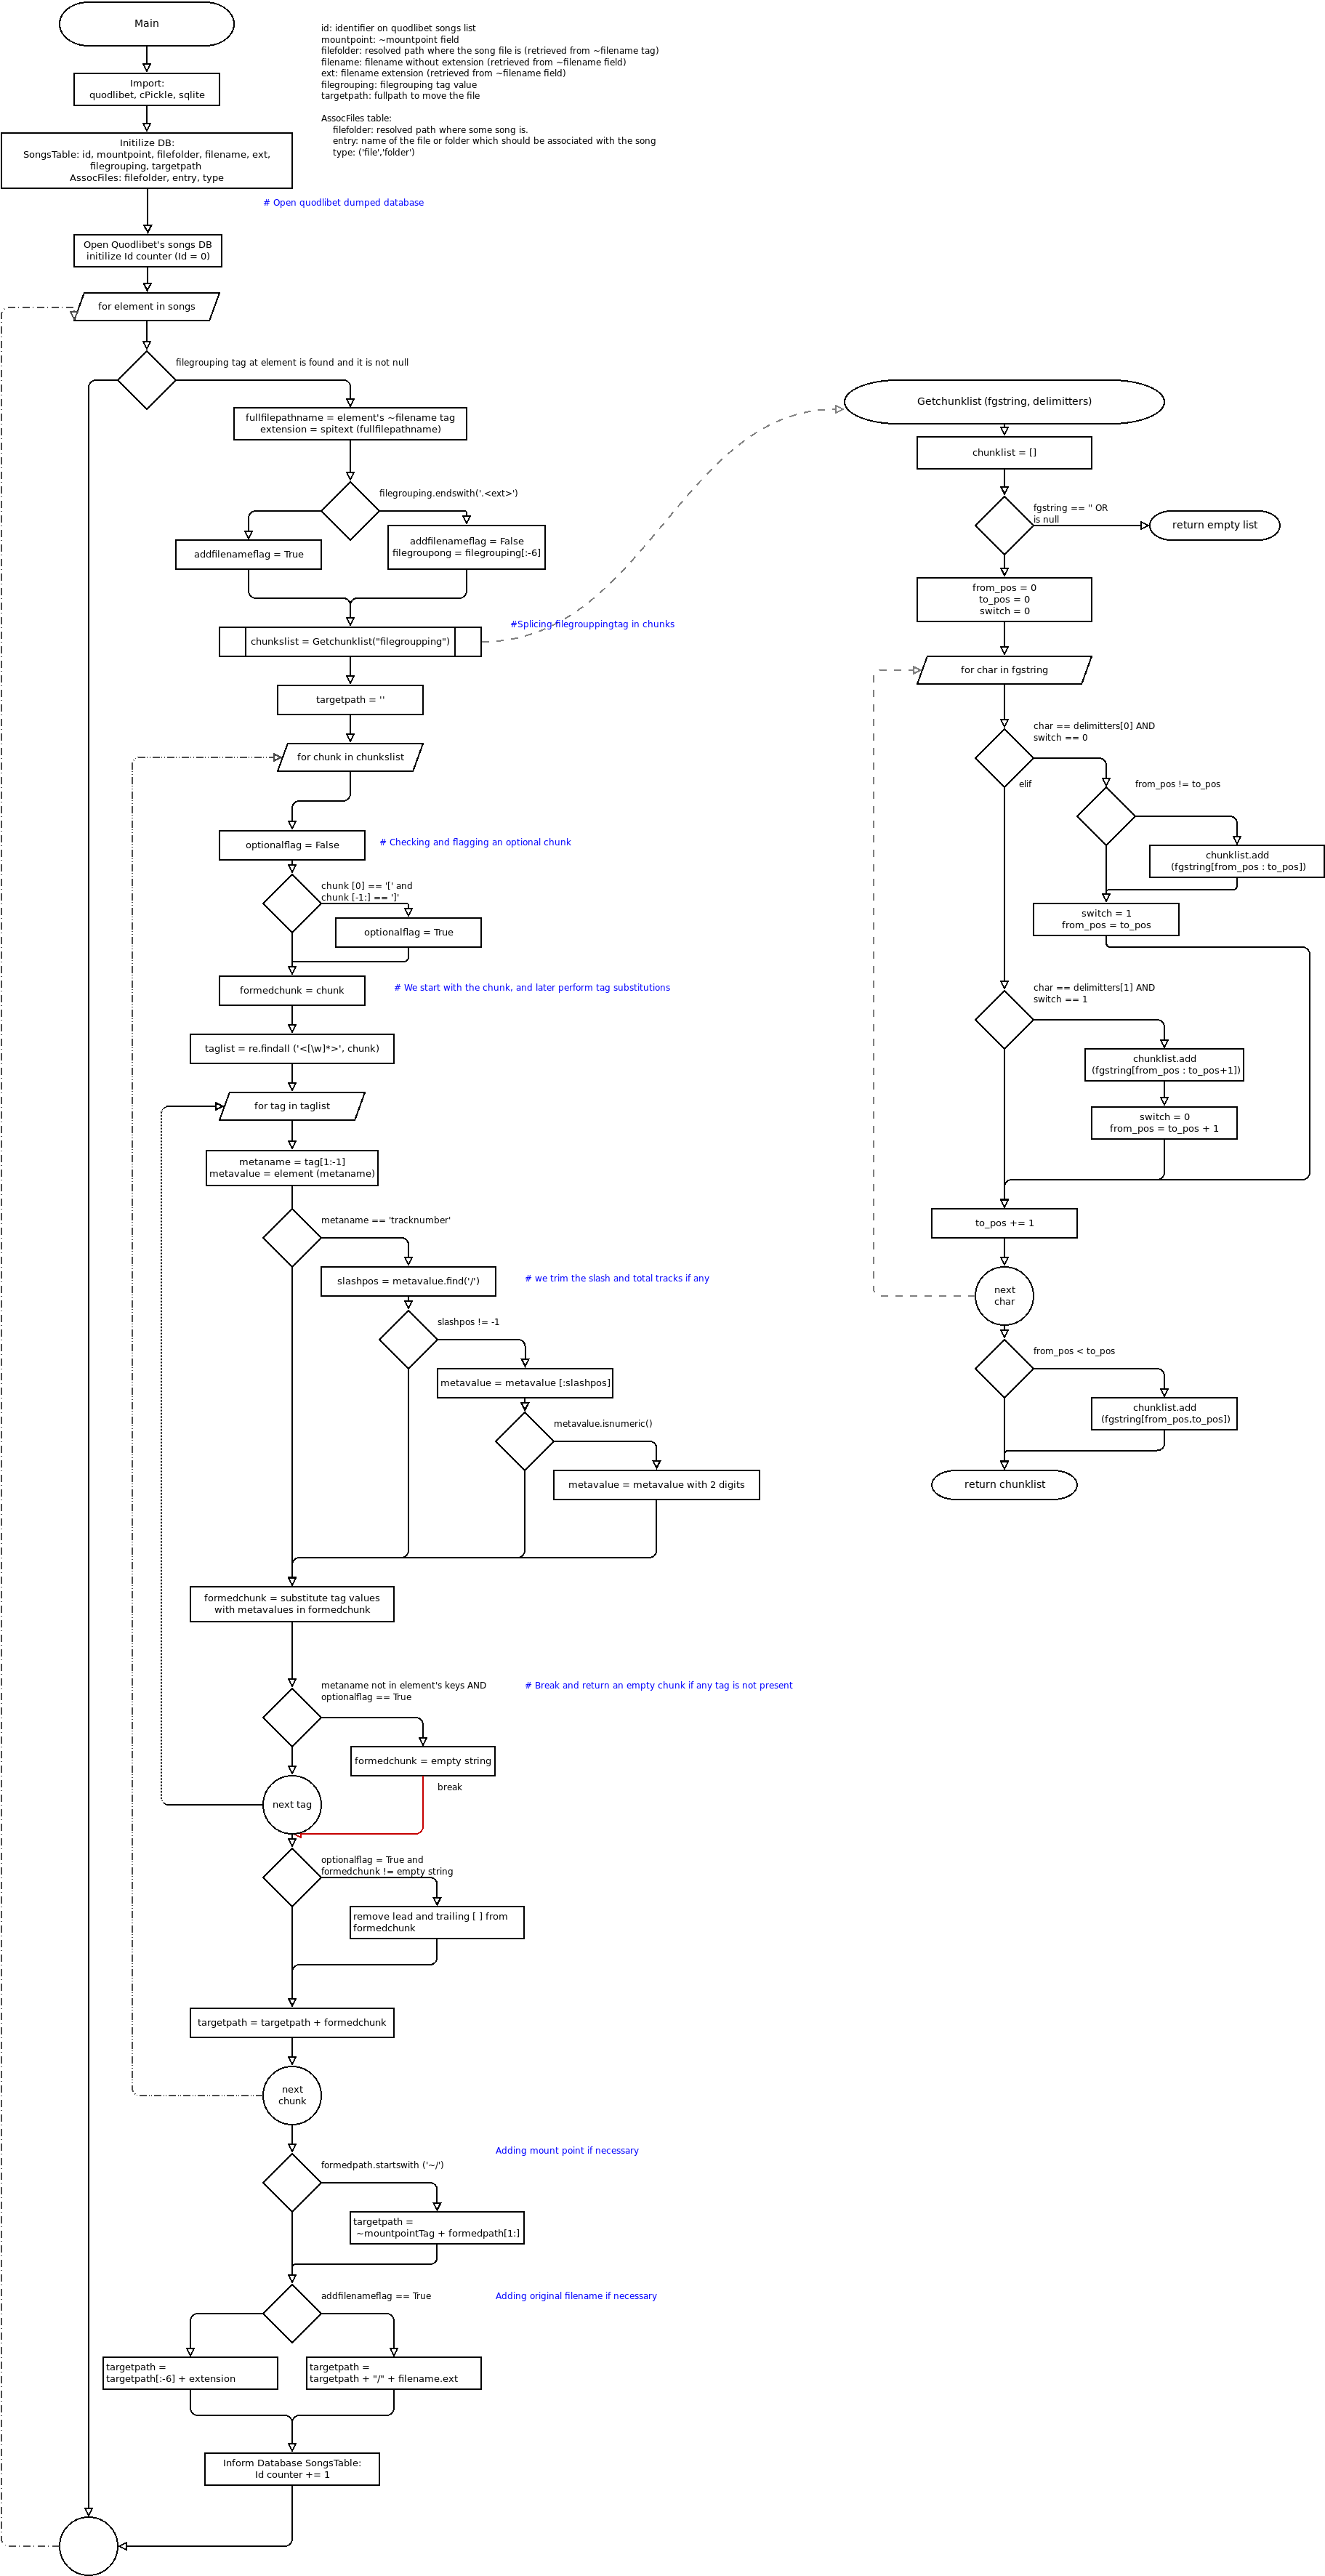 Main
Import:
quodlibet, cPickle, sqlite
Initilize DB:
SongsTable: id, mountpoint, filefolder, filename, ext,
filegrouping, targetpath
AssocFiles: filefolder, entry, type
id: identifier on quodlibet songs list
mountpoint: ~mountpoint field
filefolder: resolved path where the song file is (retrieved from ~filename tag)
filename: filename without extension (retrieved from ~filename field)
ext: filename extension (retrieved from ~filename field)
filegrouping: filegrouping tag value
targetpath: fullpath to move the file
AssocFiles table:
filefolder: resolved path where some song is.
entry: name of the file or folder which should be associated with the song
type: ('file','folder')
# Open quodlibet dumped database
Open Quodlibet's songs DB
initilize Id counter (Id = 0)
for element in songs
filegrouping tag at element is found and it is not null
fullfilepathname = element's ~filename tag
extension = spitext (fullfilepathname)
filegrouping.endswith('.<ext>')
addfilenameflag = True
addfilenameflag = False
filegroupong = filegrouping[:-6]
#Splicing filegrouppingtag in chunks
chunkslist = Getchunklist("filegroupping")
targetpath = ''
for chunk in chunkslist
optionalflag = False
# Checking and flagging an optional chunk
chunk [0] == '[' and
chunk [-1:] == ']'
optionalflag = True
formedchunk = chunk
# We start with the chunk, and later perform tag substitutions
taglist = re.findall ('<[\w]*>', chunk)
for tag in taglist
metaname = tag[1:-1]
metavalue = element (metaname)
metaname == 'tracknumber'
slashpos = metavalue.find('/')
# we trim the slash and total tracks if any
slashpos != -1
metavalue = metavalue [:slashpos]
metavalue.isnumeric()
metavalue = metavalue with 2 digits
formedchunk = substitute tag values
with metavalues in formedchunk
metaname not in element's keys AND
optionalflag == True
# Break and return an empty chunk if any tag is not present
formedchunk = empty string
break
next tag
optionalflag = True and
formedchunk != empty string
remove lead and trailing [ ] from
formedchunk
targetpath = targetpath + formedchunk
next
chunk
Adding mount point if necessary
formedpath.startswith ('~/')
targetpath =
~mountpointTag + formedpath[1:]
addfilenameflag == True
Adding original filename if necessary
targetpath =
targetpath[:-6] + extension
targetpath =
targetpath + "/" + filename.ext
Inform Database SongsTable:
Id counter += 1
Getchunklist (fgstring, delimitters)
chunklist = []
fgstring == '' OR
is null
return empty list
from_pos = 0
to_pos = 0
switch = 0
for char in fgstring
char == delimitters[0] AND
switch == 0
elif
from_pos != to_pos
chunklist.add
(fgstring[from_pos : to_pos])
switch = 1
from_pos = to_pos
char == delimitters[1] AND
switch == 1
chunklist.add
(fgstring[from_pos : to_pos+1])
switch = 0
from_pos = to_pos + 1
to_pos += 1
next
char
from_pos < to_pos
chunklist.add
(fgstring[from_pos,to_pos])
return chunklist